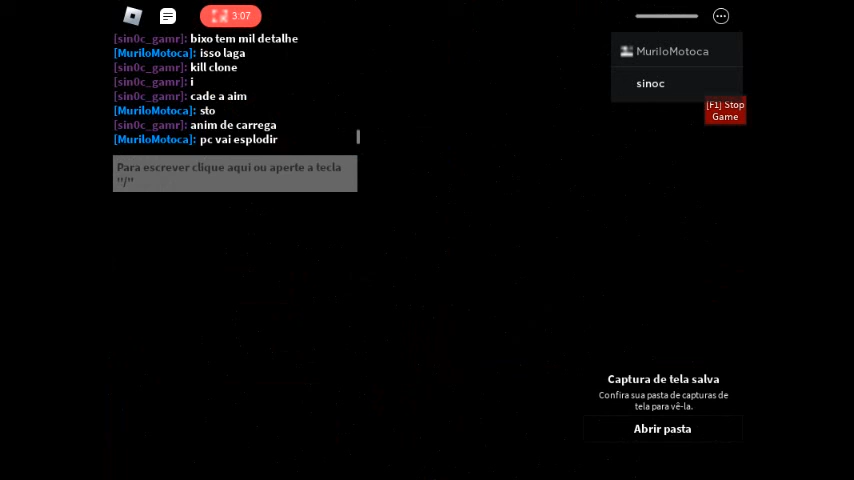 3:07
[sin0c_gamr]: bixo tem mil detalhe
[MuriloMotoca]: isso laga
[sin0c_gamr]: kill clone
[sin0c_gamr]: i
[sin0c_gamr]: cade a aim
[MuriloMotoca]: sto
[sin0c_gamr]: anim de carrega
[MuriloMotoca]: pc vai esplodir
Para escrever clique aqui ou aperte a tecla
"/"
MuriloMotoca
sinoc
[F1] Stop
Game
Captura de tela salva
Confira sua pasta de capturas de
tela para vê-la.
Abrir pasta